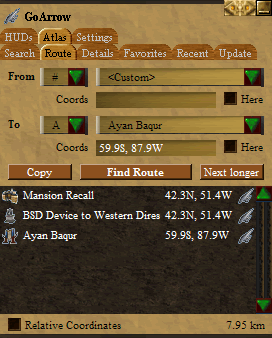 GoArrow
HUDs Atlas Settings
Search Route Details Favorites Recent Update
From # <Custom>
Coords Here
To A Ayan Baqur
Coords 59.9S, 87.9W Here
Copy Find Route Next longer
Mansion Recall 42.3N, 51.4W
BSD Device to Western Dires 42.3N, 51.4W
Ayan Baqur 59.9S, 87.9W
Relative Coordinates 7.95 km